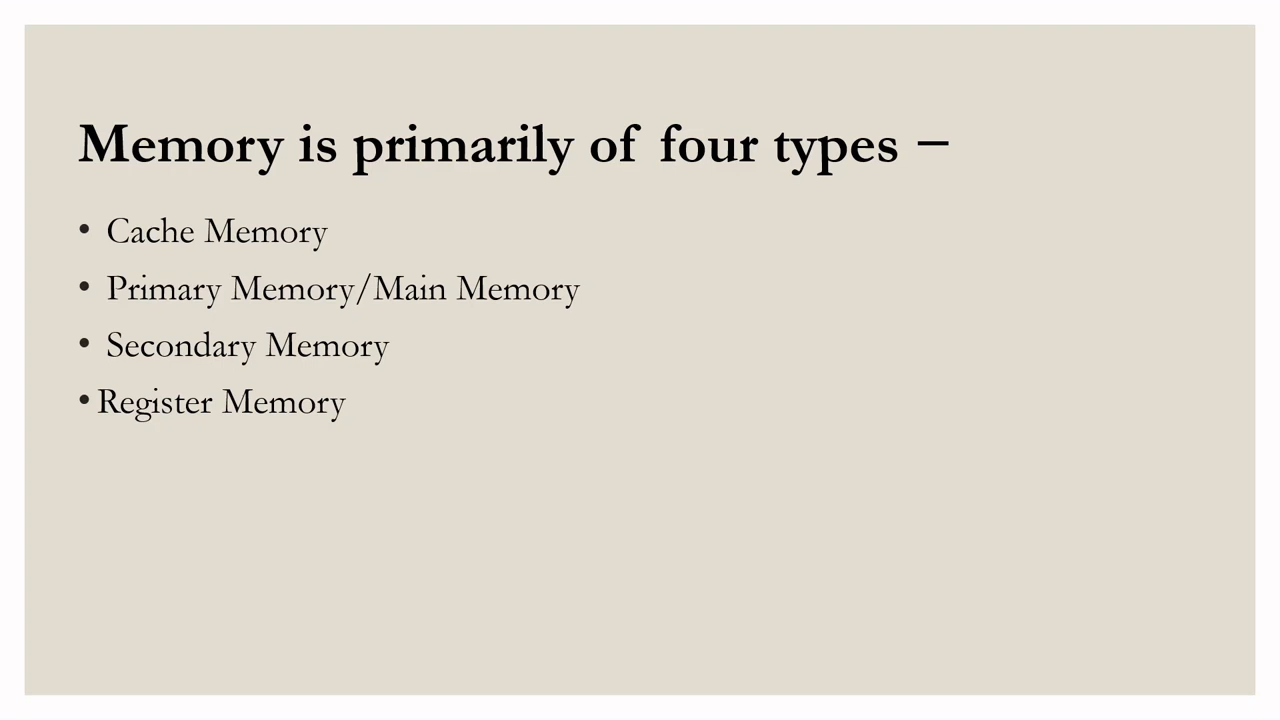 Memory is primarily of four types −
• Cache Memory
• Primary Memory/Main Memory
• Secondary Memory
• Register Memory